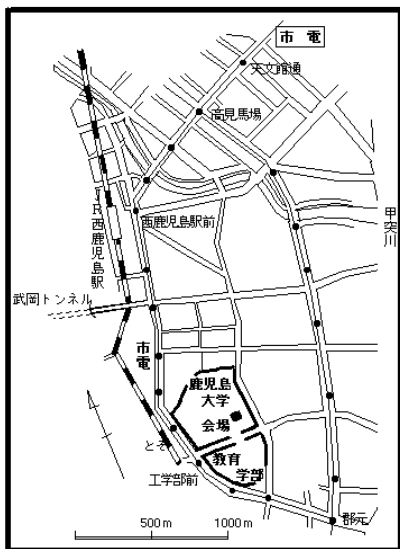 市 電
天文館通
高見馬場
西鹿児島駅前
JR西鹿児島駅
甲突川
武岡トンネル
市電
鹿児島
大学
会場
教育
学部
とそ
工学部前
郡元
500m
1000m